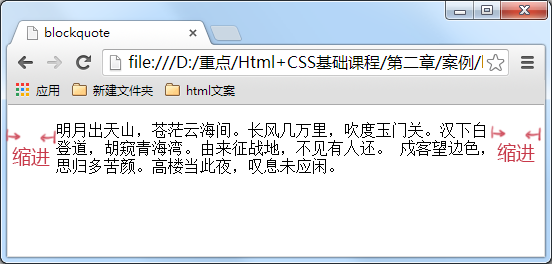 blockquote
file:///D:/重点/Html+CSS基础课程/第二章/案例/
应用 新建文件夹 html文案
明月出天山，苍茫云海间。长风几万里，吹度玉门关。汉下白
登道，胡窥青海湾。由来征战地，不见有人还。 戍客望边色，
思归多苦颜。高楼当此夜，叹息未应闲。
缩进 缩进